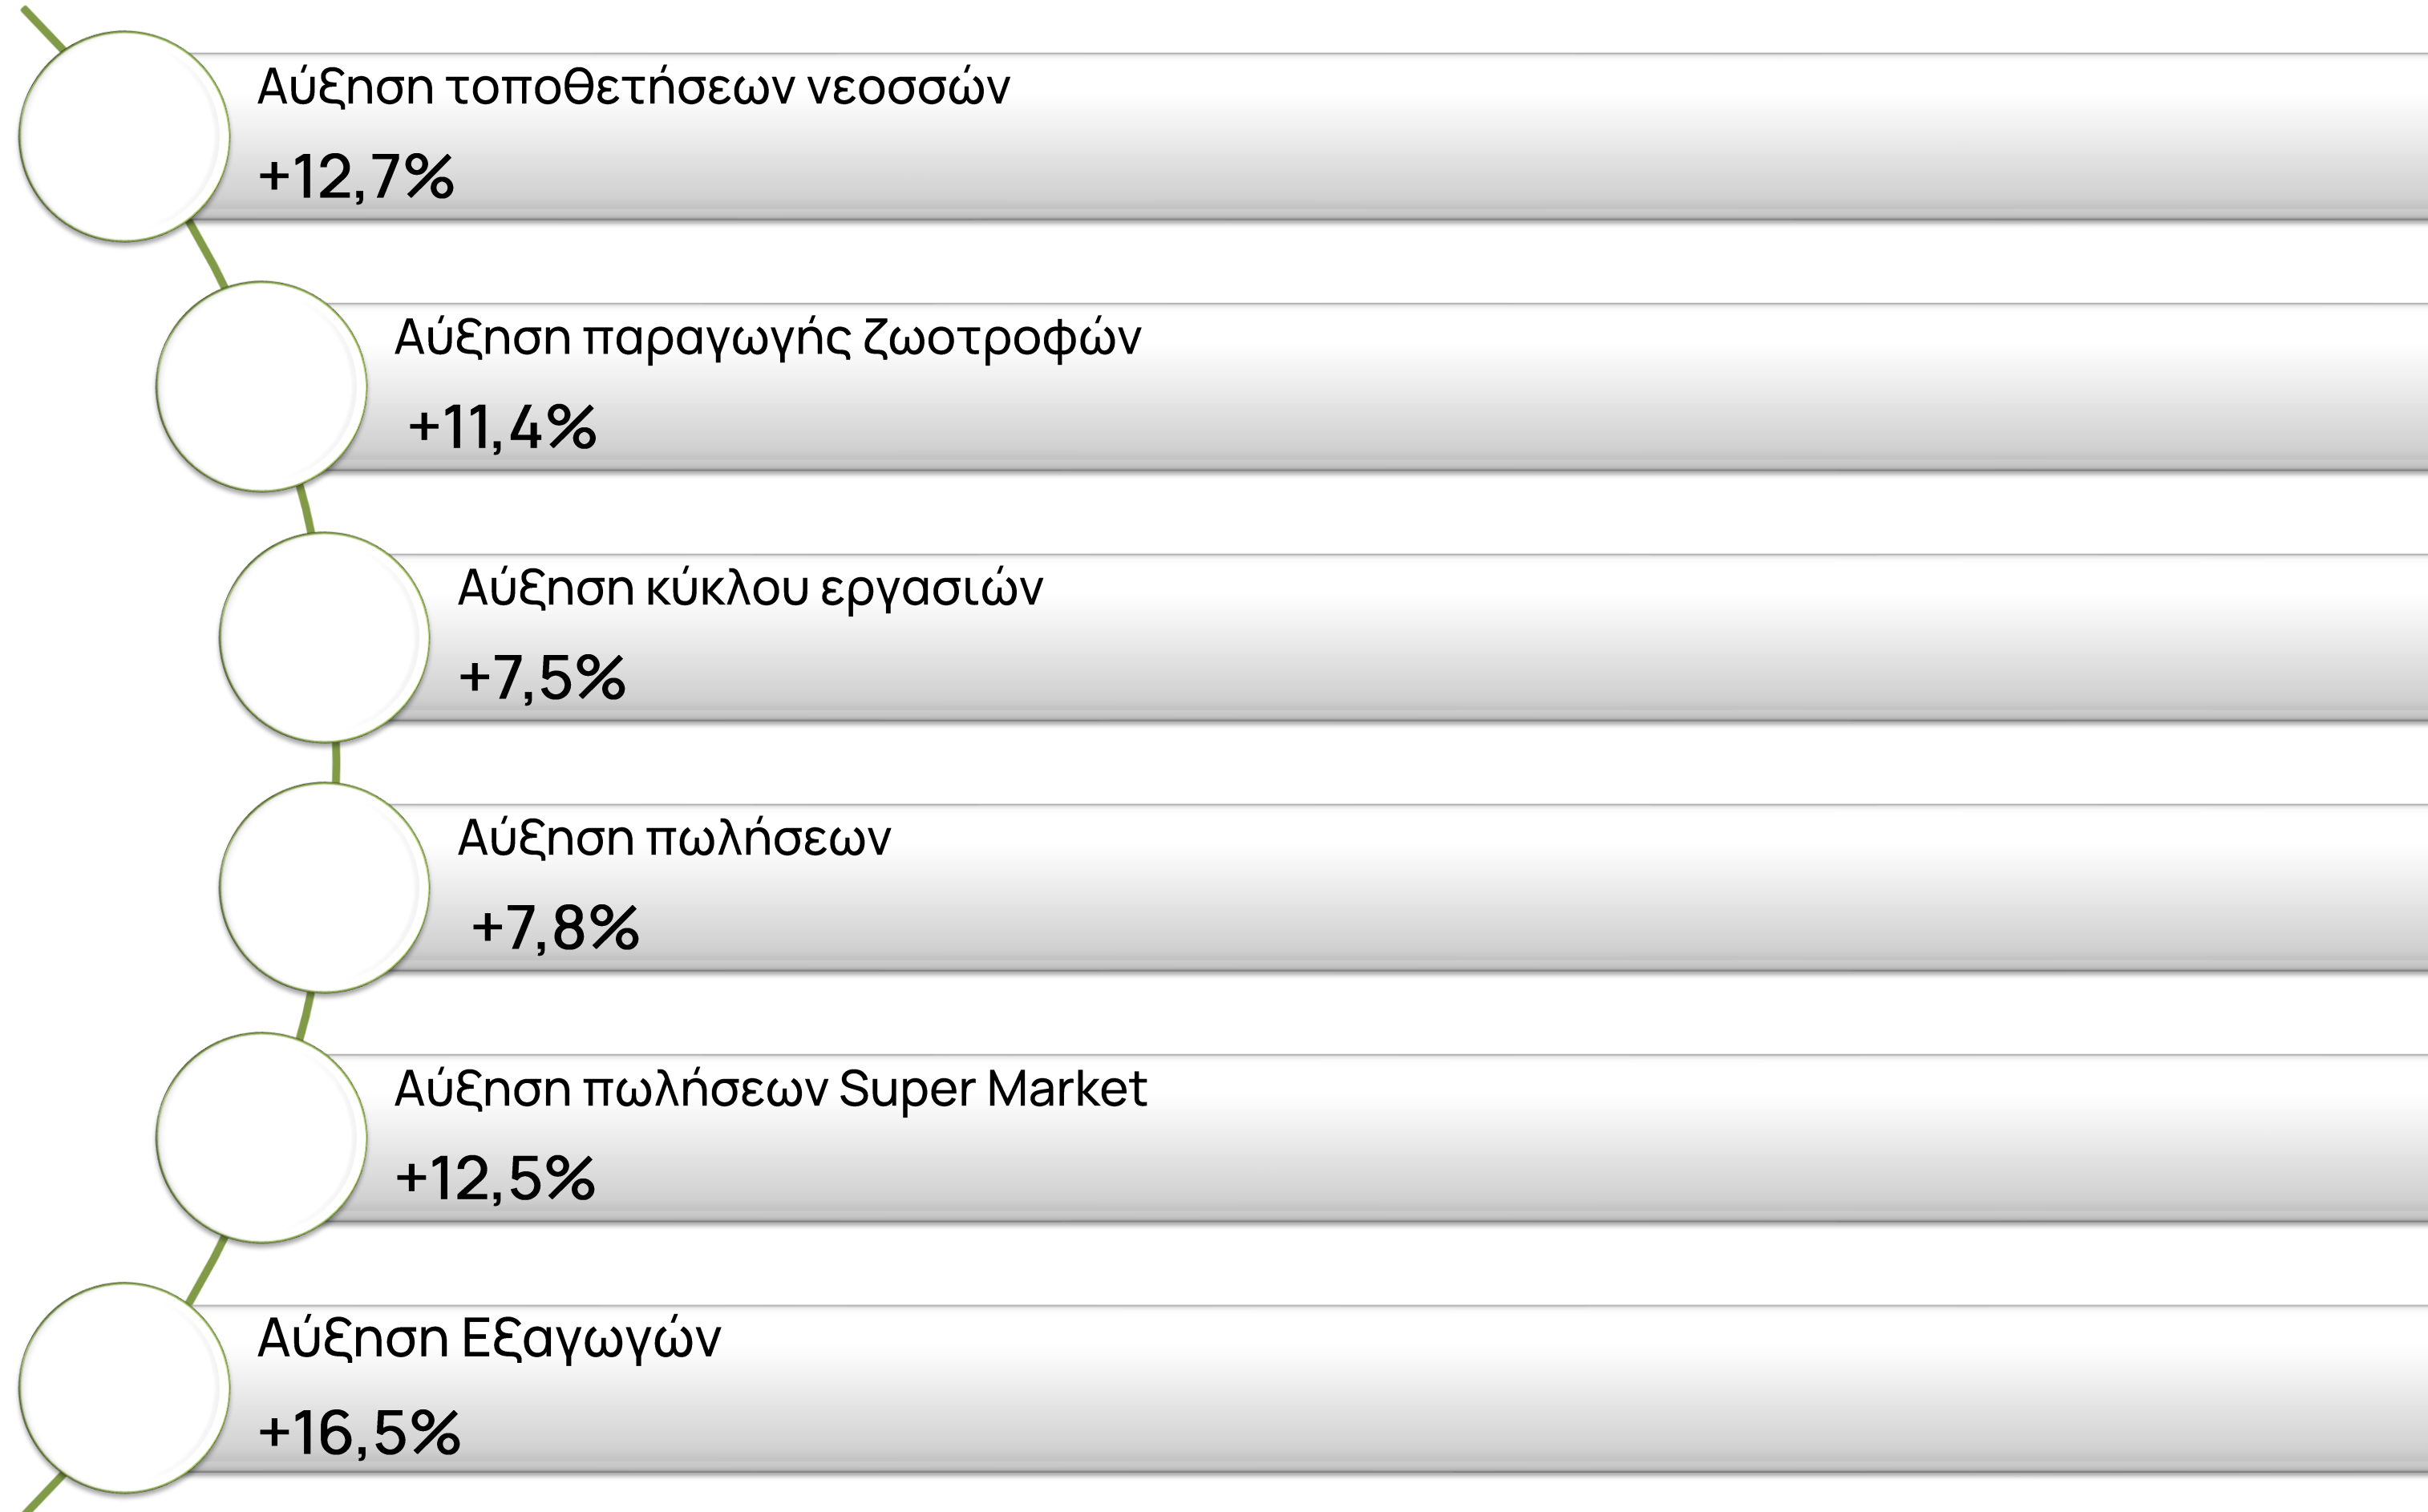 Αύξηση τοποθετήσεων νεοσσών
+12,7%
Αύξηση παραγωγής ζωοτροφών
+11,4%
Αύξηση κύκλου εργασιών
+7,5%
Αύξηση πωλήσεων
+7,8%
Αύξηση πωλήσεων Super Market
+12,5%
Αύξηση Εξαγωγών
+16,5%